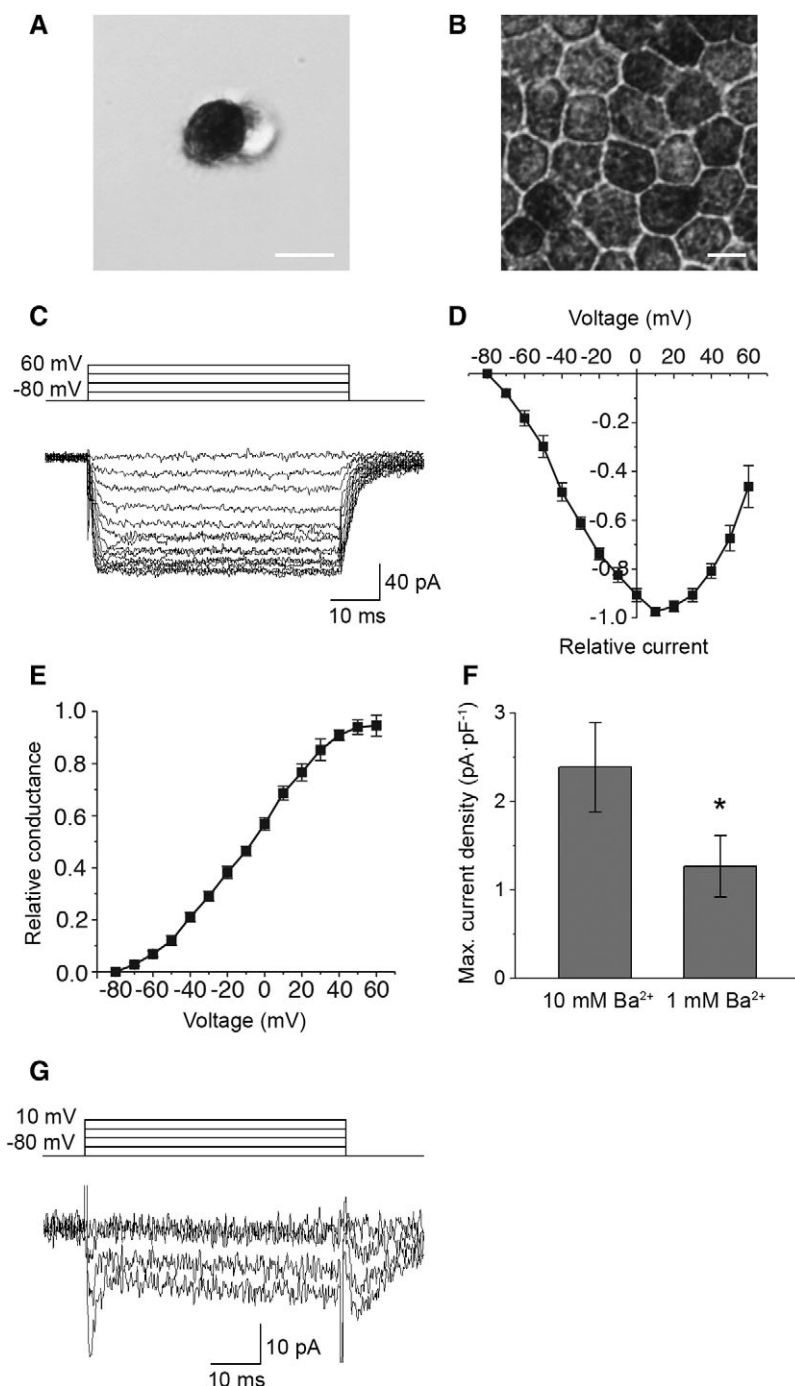 A
B
C
60 mV
-80 mV
40 pA
10 ms
D
Voltage (mV)
-80 -60 -40 -20 0 20 40 60
-0.2
-0.4
-0.6
-0.8
-1.0
Relative current
E
Relative conductance
1.0
0.8
0.6
0.4
0.2
0.0
-80 -60 -40 -20 0 20 40 60
Voltage (mV)
F
Max. current density (pA·pF⁻¹)
3
2
1
0
*
10 mM Ba²⁺ 1 mM Ba²⁺
G
10 mV
-80 mV
10 pA
10 ms